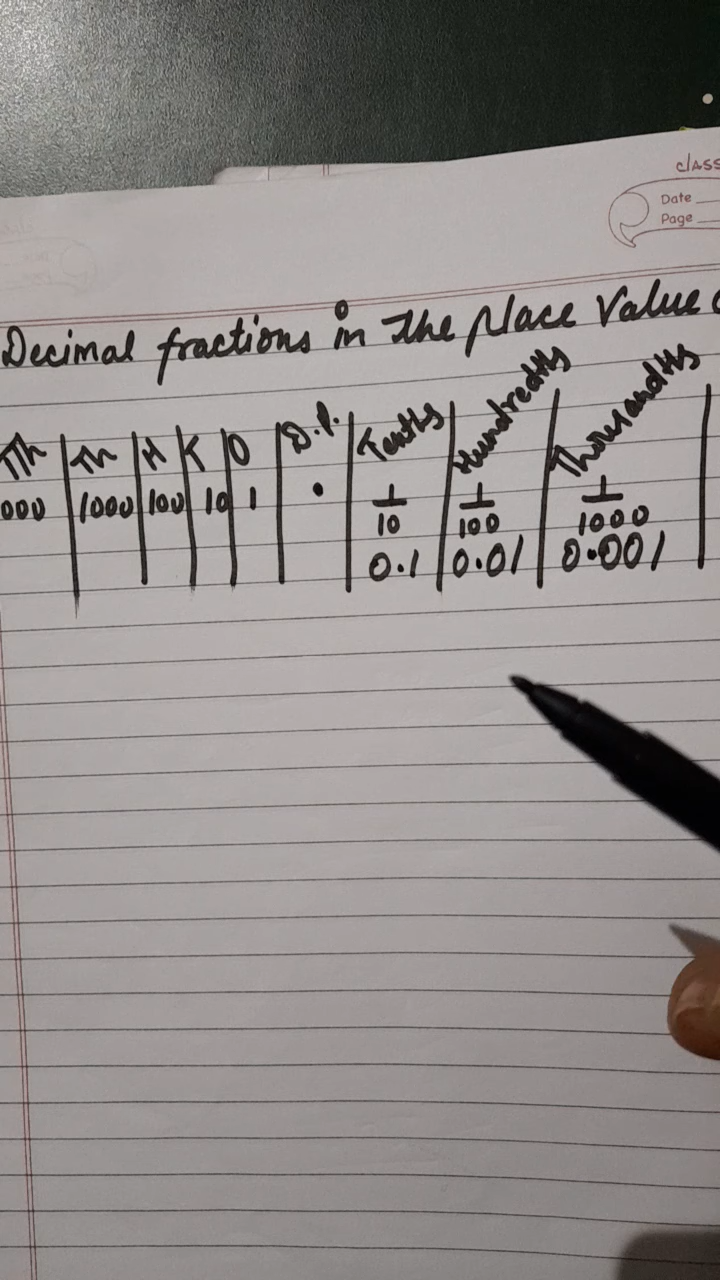 class
Date
Page
Decimal fractions in the place value
Th Th H T O D.P. Tenths Hundredths Thousandths
000 1000 100 10 1 . 1/10 1/100 1/1000
0.1 0.01 0.001